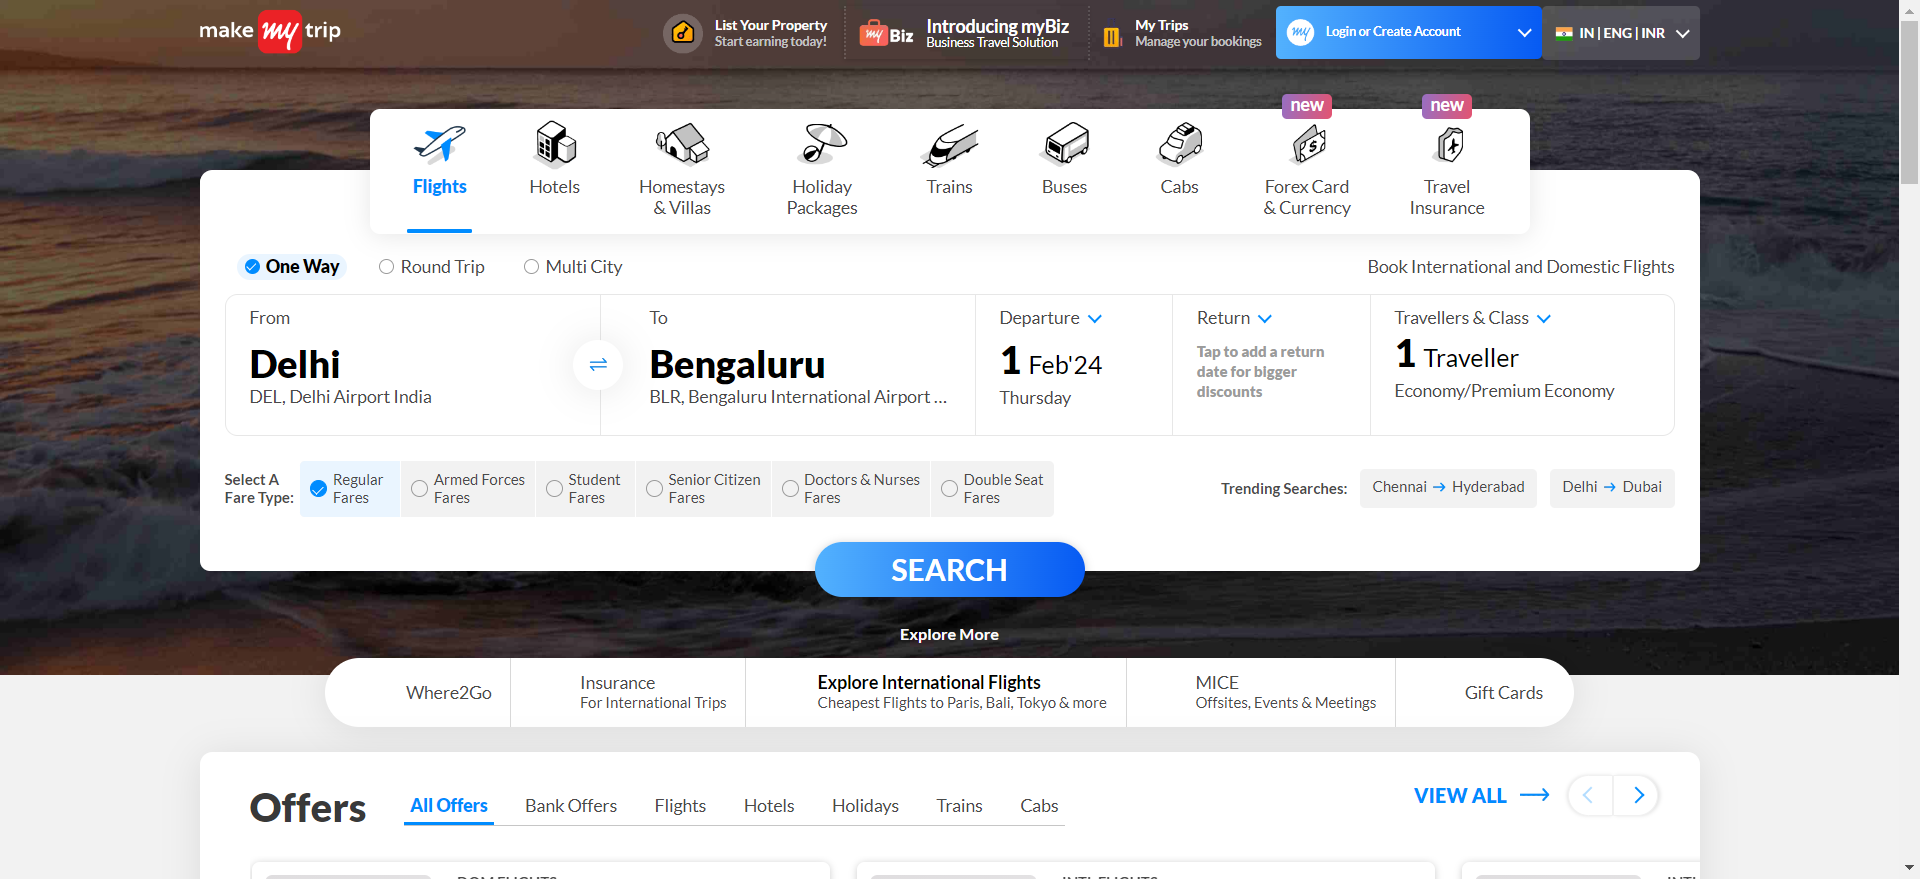 make my trip
List Your Property
Start earning today!
my Biz
Introducing myBiz
Business Travel Solution
My Trips
Manage your bookings
my
Login or Create Account
IN | ENG | INR
new
new
Flights
Hotels
Homestays
& Villas
Holiday
Packages
Trains
Buses
Cabs
Forex Card
& Currency
Travel
Insurance
One Way
Round Trip
Multi City
Book International and Domestic Flights
From
Delhi
DEL, Delhi Airport India
To
Bengaluru
BLR, Bengaluru International Airport ...
Departure
1 Feb'24
Thursday
Return
Tap to add a return
date for bigger
discounts
Travellers & Class
1 Traveller
Economy/Premium Economy
Select A
Fare Type:
Regular
Fares
Armed Forces
Fares
Student
Fares
Senior Citizen
Fares
Doctors & Nurses
Fares
Double Seat
Fares
Trending Searches:
Chennai → Hyderabad
Delhi → Dubai
SEARCH
Explore More
Where2Go
Insurance
For International Trips
Explore International Flights
Cheapest Flights to Paris, Bali, Tokyo & more
MICE
Offsites, Events & Meetings
Gift Cards
Offers
All Offers
Bank Offers
Flights
Hotels
Holidays
Trains
Cabs
VIEW ALL
DOM FLIGHTS
INTL FLIGHTS